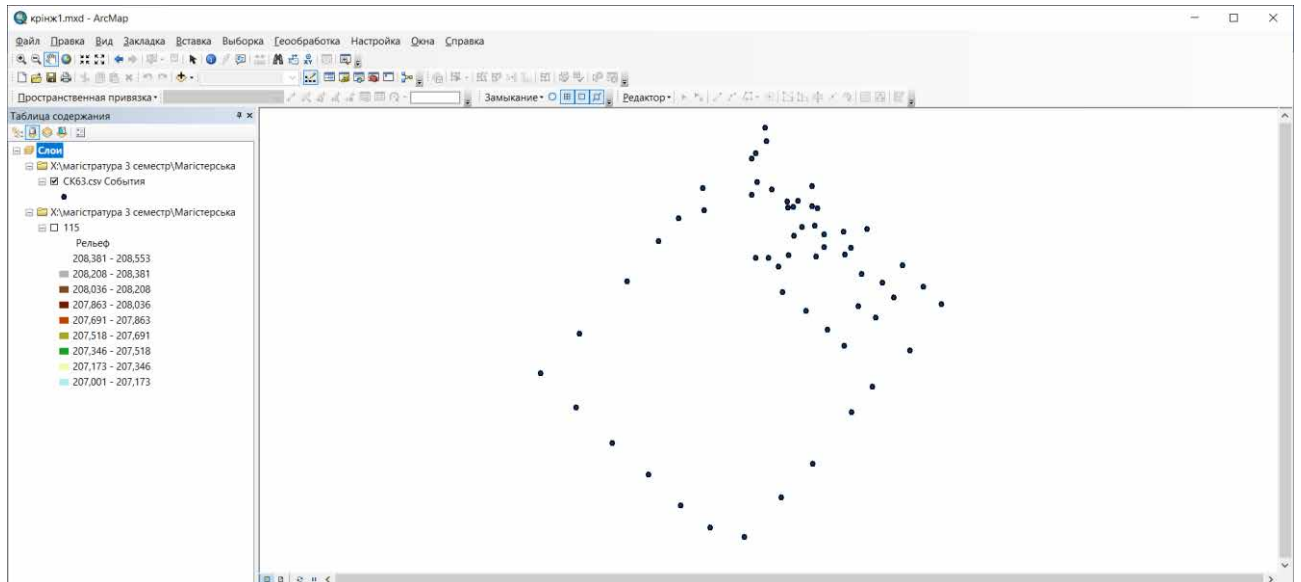 крінж1.mxd - ArcMap
Файл Правка Вид Закладка Вставка Выборка Геообработка Настройка Окна Справка
Пространственная привязка
Замыкание
Редактор
Таблица содержания
Слои
X:\магістратура 3 семестр\Магістерська
СК63.csv События
X:\магістратура 3 семестр\Магістерська
115
Рельеф
208,381 - 208,553
208,208 - 208,381
208,036 - 208,208
207,863 - 208,036
207,691 - 207,863
207,518 - 207,691
207,346 - 207,518
207,173 - 207,346
207,001 - 207,173